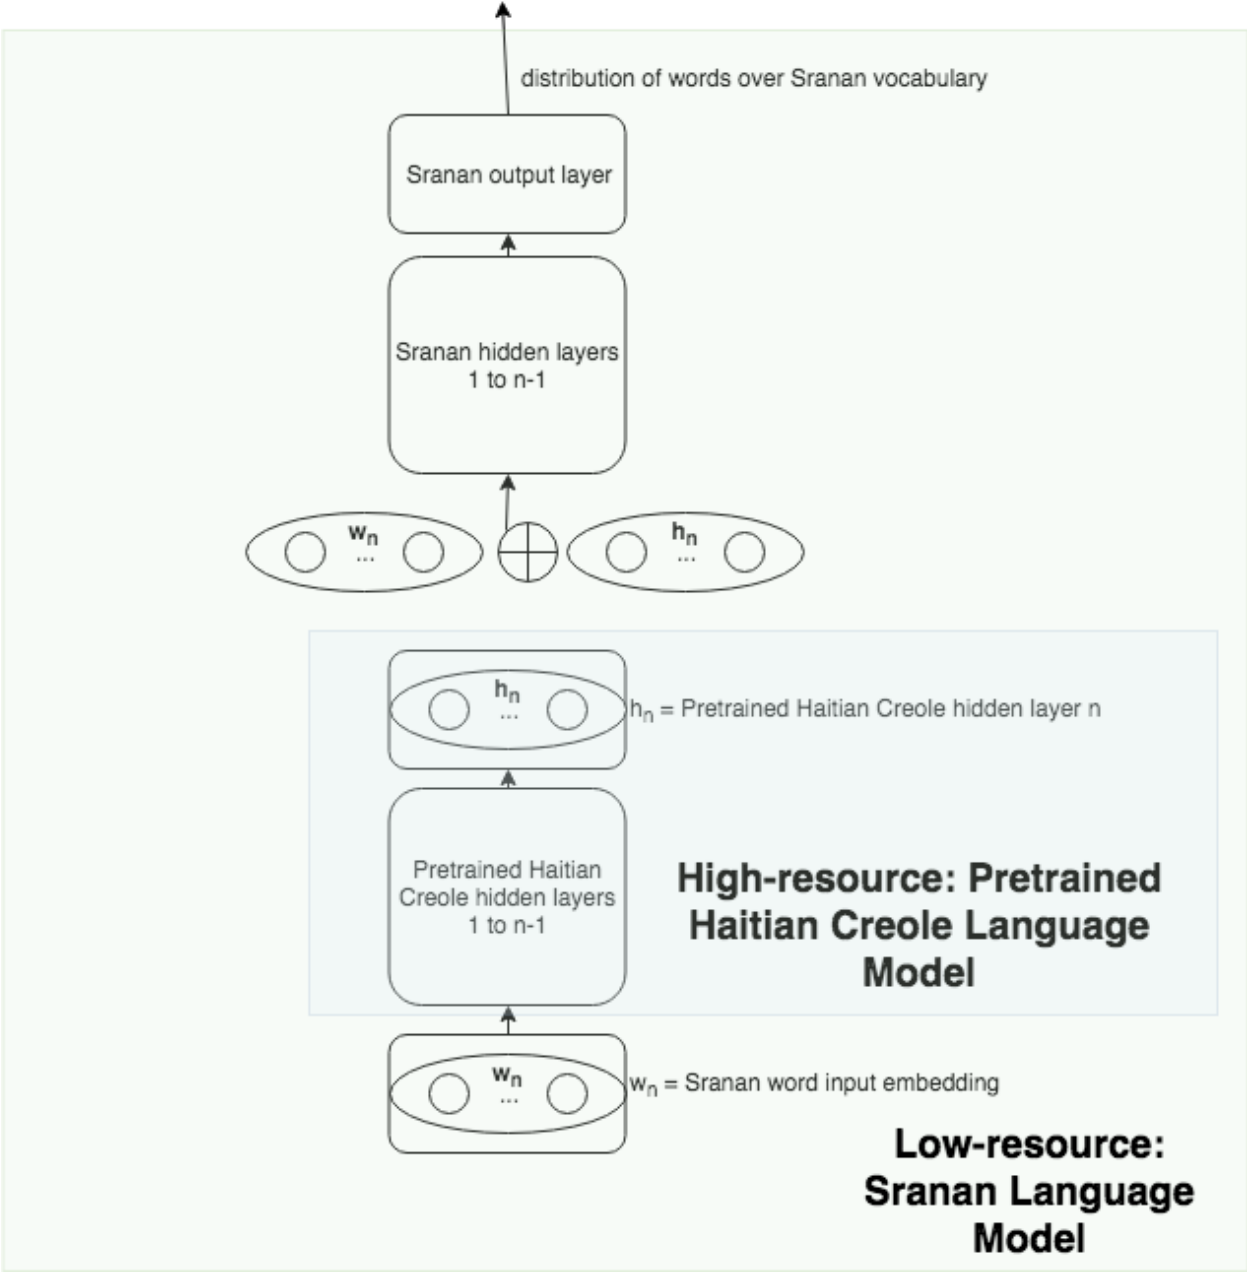 distribution of words over Sranan vocabulary
Sranan output layer
Sranan hidden layers
1 to n-1
wn
...
hn
...
hn
...
hn = Pretrained Haitian Creole hidden layer n
Pretrained Haitian
Creole hidden layers
1 to n-1
High-resource: Pretrained
Haitian Creole Language
Model
wn
...
wn = Sranan word input embedding
Low-resource:
Sranan Language
Model